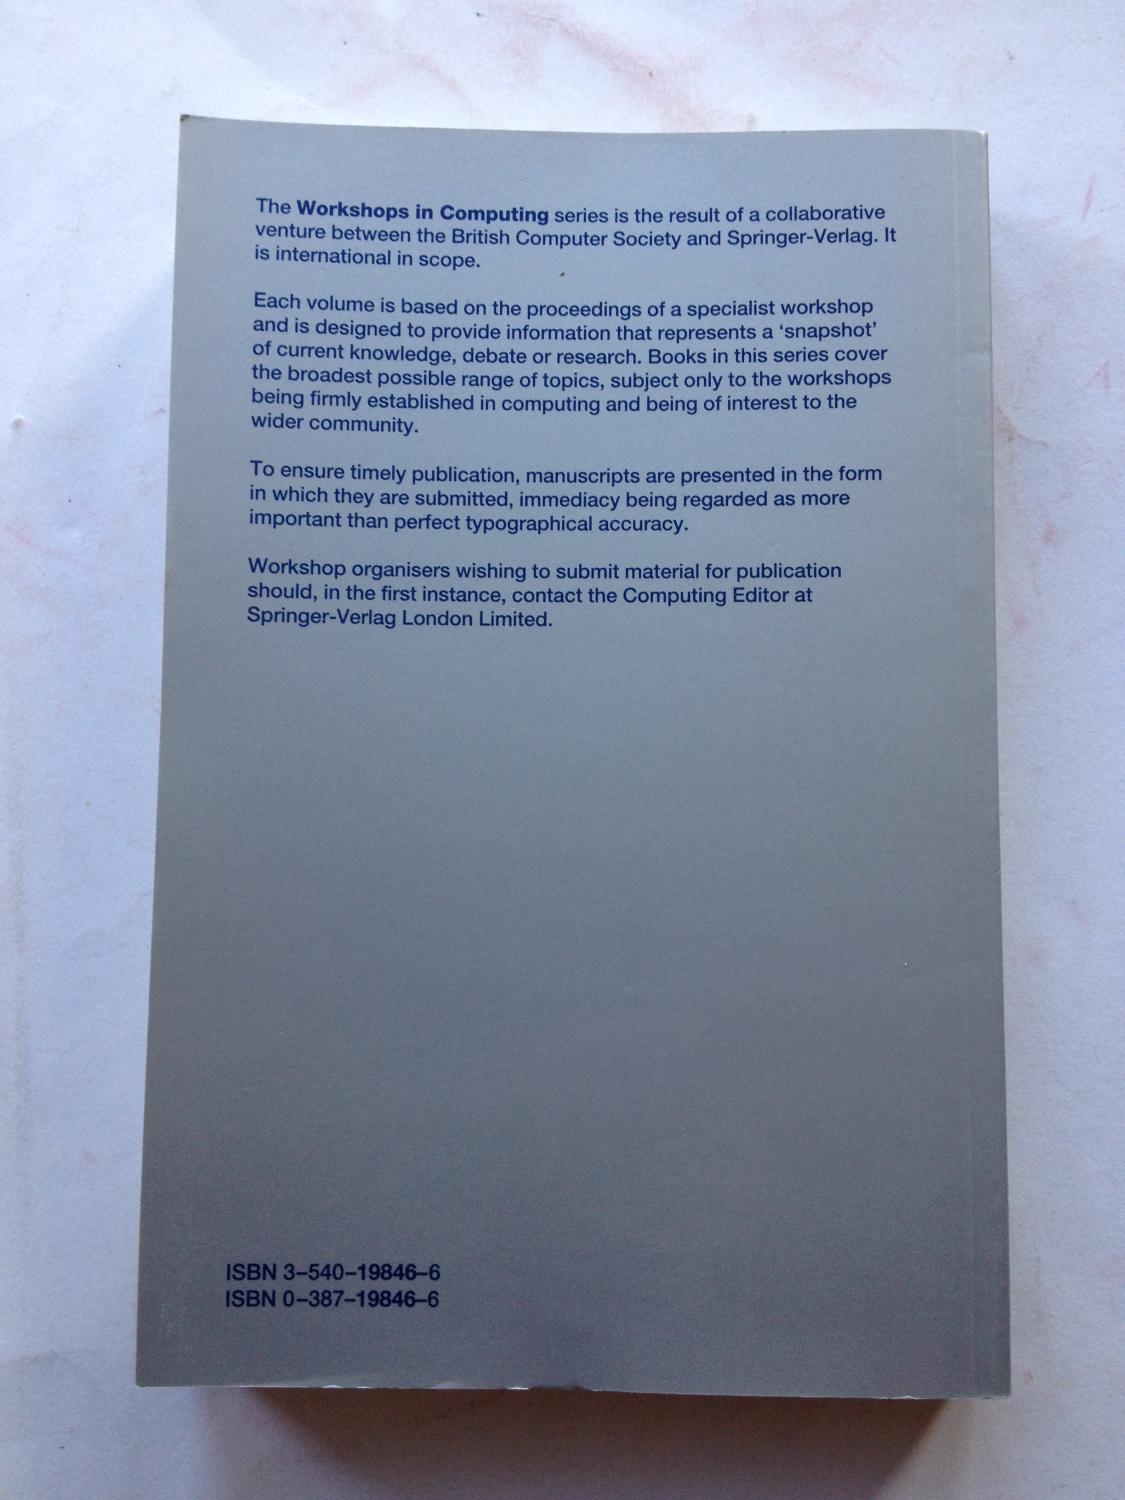 The Workshops in Computing series is the result of a collaborative
venture between the British Computer Society and Springer-Verlag. It
is international in scope.
Each volume is based on the proceedings of a specialist workshop
and is designed to provide information that represents a ‘snapshot’
of current knowledge, debate or research. Books in this series cover
the broadest possible range of topics, subject only to the workshops
being firmly established in computing and being of interest to the
wider community.
To ensure timely publication, manuscripts are presented in the form
in which they are submitted, immediacy being regarded as more
important than perfect typographical accuracy.
Workshop organisers wishing to submit material for publication
should, in the first instance, contact the Computing Editor at
Springer-Verlag London Limited.
ISBN 3–540–19846–6
ISBN 0–387–19846–6